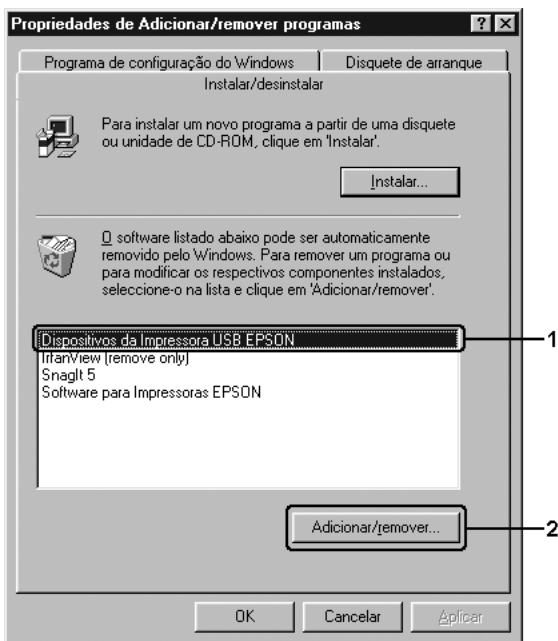 Propriedades de Adicionar/remover programas
Programa de configuração do Windows
Disquete de arranque
Instalar/desinstalar
Para instalar um novo programa a partir de uma disquete
ou unidade de CD-ROM, clique em 'Instalar'.
Instalar...
O software listado abaixo pode ser automaticamente
removido pelo Windows. Para remover um programa ou
para modificar os respectivos componentes instalados,
seleccione-o na lista e clique em 'Adicionar/remover'.
Dispositivos da Impressora USB EPSON
1
IrfanView (remove only)
SnagIt 5
Software para Impressoras EPSON
Adicionar/remover...
2
OK
Cancelar
Aplicar